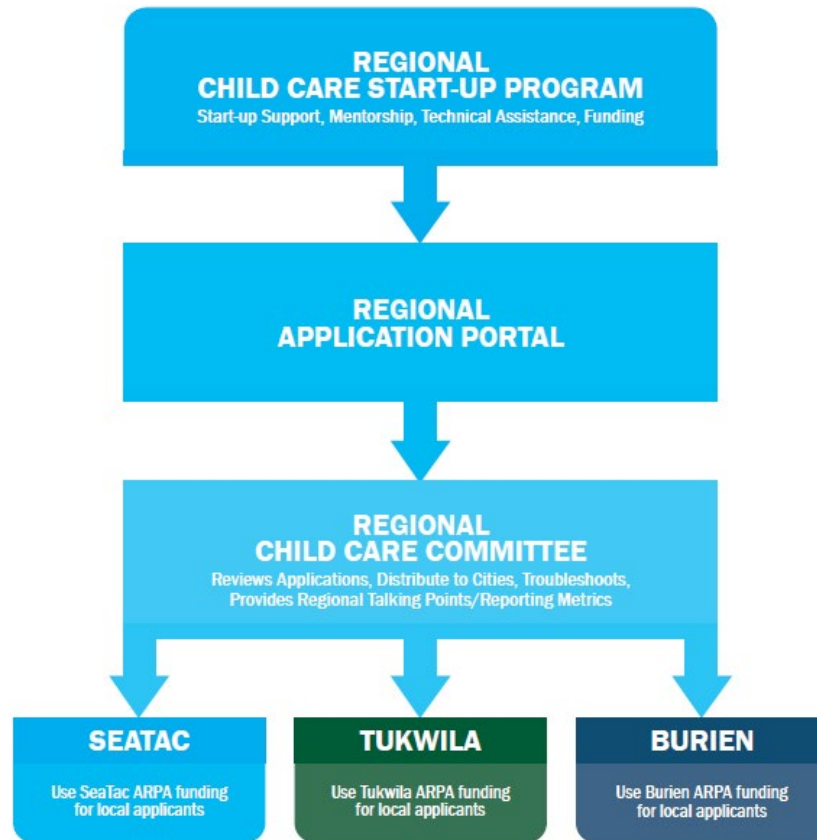 REGIONAL
CHILD CARE START-UP PROGRAM
Start-up Support, Mentorship, Technical Assistance, Funding
REGIONAL
APPLICATION PORTAL
REGIONAL
CHILD CARE COMMITTEE
Reviews Applications, Distribute to Cities, Troubleshoots,
Provides Regional Talking Points/Reporting Metrics
SEATAC
Use SeaTac ARPA funding
for local applicants
TUKWILA
Use Tukwila ARPA funding
for local applicants
BURIEN
Use Burien ARPA funding
for local applicants